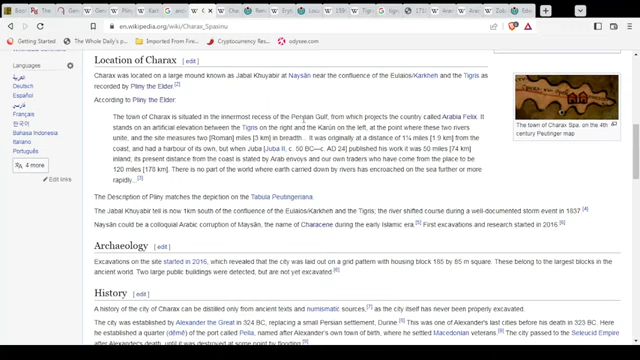 en.wikipedia.org/wiki/Charax_Spasinu
Getting Started The Whole Daily's p... Imported From Firef... Cryptocurrency Res... odysee.com
Languages
العربية
Deutsch
Español
فارسی
Français
한국어
Bahasa Indonesia
Italiano
Português
4 more
Edit links
Location of Charax [ edit ]
Charax was located on a large mound known as Jabal Khuyabir at Naysān near the confluence of the Eulaios/Karkheh and the Tigris as
recorded by Pliny the Elder.[2]
According to Pliny the Elder:
The town of Charax is situated in the innermost recess of the Persian Gulf, from which projects the country called Arabia Felix. It
stands on an artificial elevation between the Tigris on the right and the Karún on the left, at the point where these two rivers
unite, and the site measures two [Roman] miles [3 km] in breadth... It was originally at a distance of 1¼ miles [1.9 km] from the
coast, and had a harbour of its own, but when Juba [Juba II, c. 50 BC—c. AD 24] published his work it was 50 miles [74 km]
inland; its present distance from the coast is stated by Arab envoys and our own traders who have come from the place to be
120 miles [178 km]. There is no part of the world where earth carried down by rivers has encroached on the sea further or more
rapidly...[3]
The town of Charax Spa. on the 4th
century Peutinger map
The Description of Pliny matches the depiction on the Tabula Peutingeriana.
The Jabal Khuyabir tell is now 1km south of the confluence of the Eulaios/Karkheh and the Tigris; the river shifted course during a well-documented storm event in 1837.[4]
Naysān could be a colloquial Arabic corruption of Maysān, the name of Characene during the early Islamic era.[5] First excavations and research started in 2016.[6]
Archaeology [ edit ]
Excavations on the site started in 2016, which revealed that the city was laid out on a grid pattern with housing block 185 by 85 m square. These belong to the largest blocks in the
ancient world. Two large public buildings were detected, but are not yet excavated.[6]
History [ edit ]
A history of the city of Charax can be distilled only from ancient texts and numismatic sources,[7] as the city itself has never been properly excavated.
The city was established by Alexander the Great in 324 BC, replacing a small Persian settlement, Durine.[8] This was one of Alexander's last cities before his death in 323 BC. Here
he established a quarter (dēmē) of the port called Pella, named after Alexander's own town of birth, where he settled Macedonian veterans.[9] The city passed to the Seleucid Empire
after Alexander's death, until it was destroyed at some point by flooding.[9]